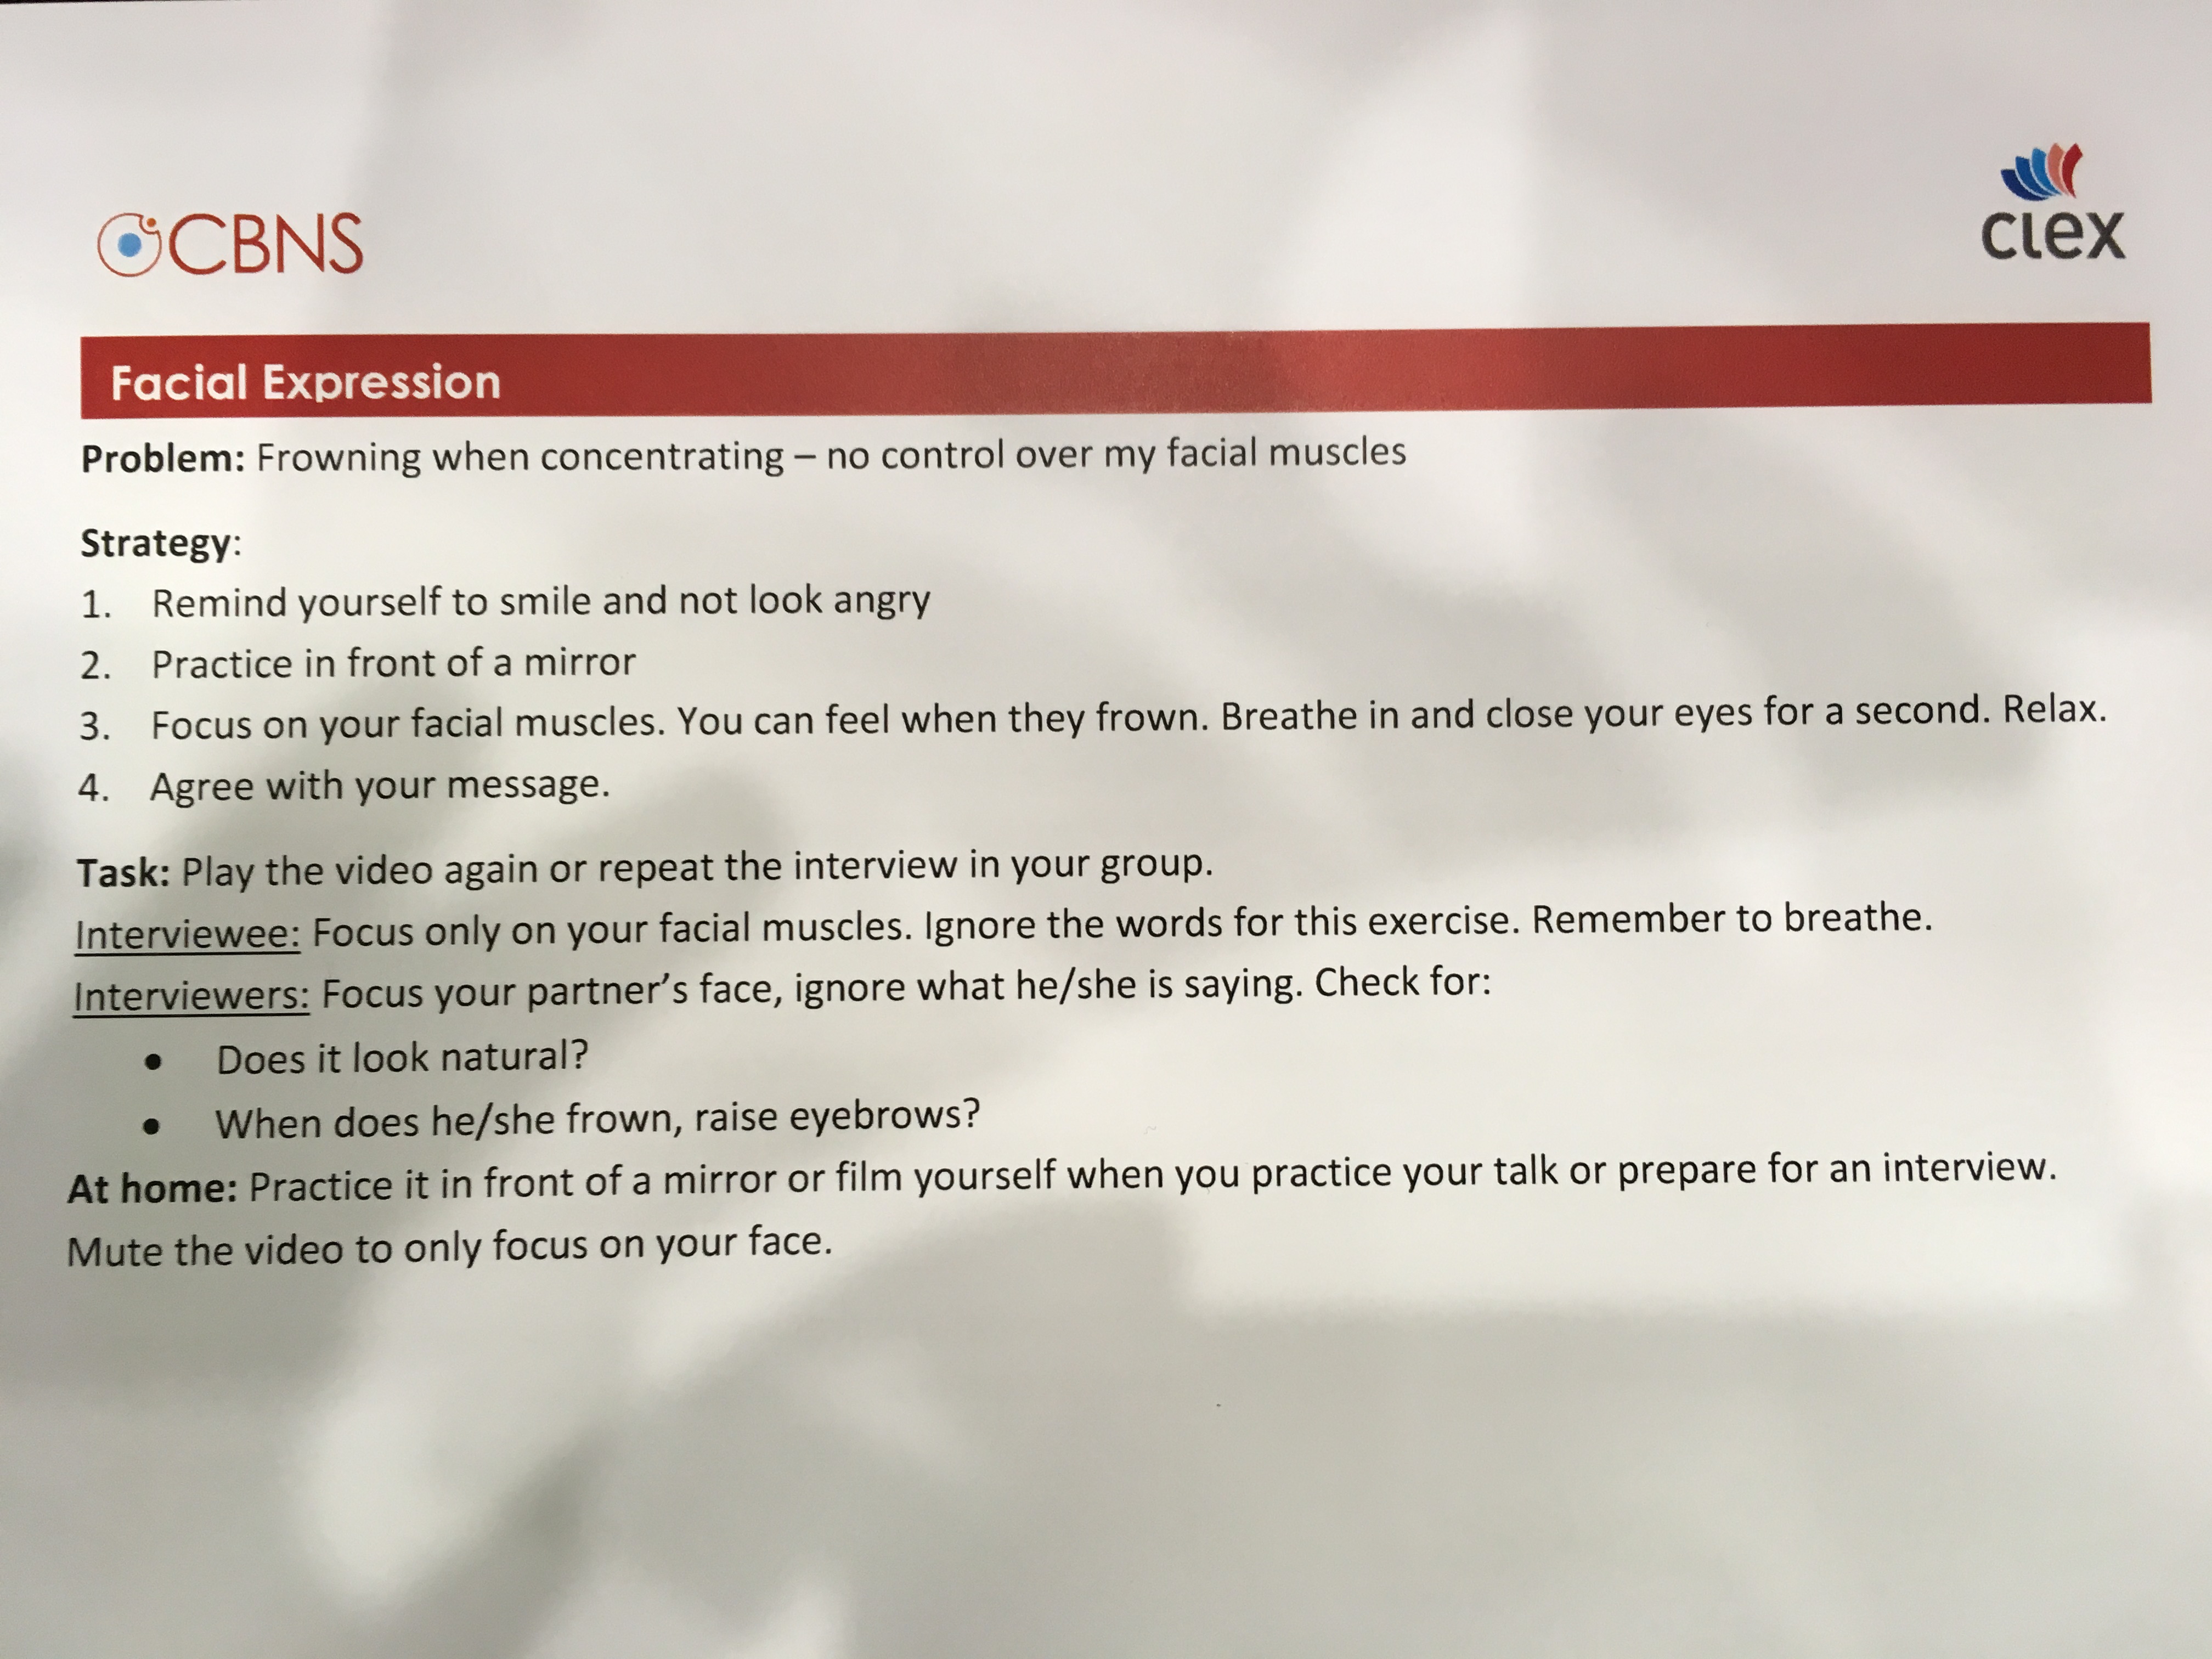 CBNS
CLEX
Facial Expression
Problem: Frowning when concentrating – no control over my facial muscles
Strategy:
1. Remind yourself to smile and not look angry
2. Practice in front of a mirror
3. Focus on your facial muscles. You can feel when they frown. Breathe in and close your eyes for a second. Relax.
4. Agree with your message.
Task: Play the video again or repeat the interview in your group.
Interviewee: Focus only on your facial muscles. Ignore the words for this exercise. Remember to breathe.
Interviewers: Focus your partner's face, ignore what he/she is saying. Check for:
• Does it look natural?
• When does he/she frown, raise eyebrows?
At home: Practice it in front of a mirror or film yourself when you practice your talk or prepare for an interview.
Mute the video to only focus on your face.